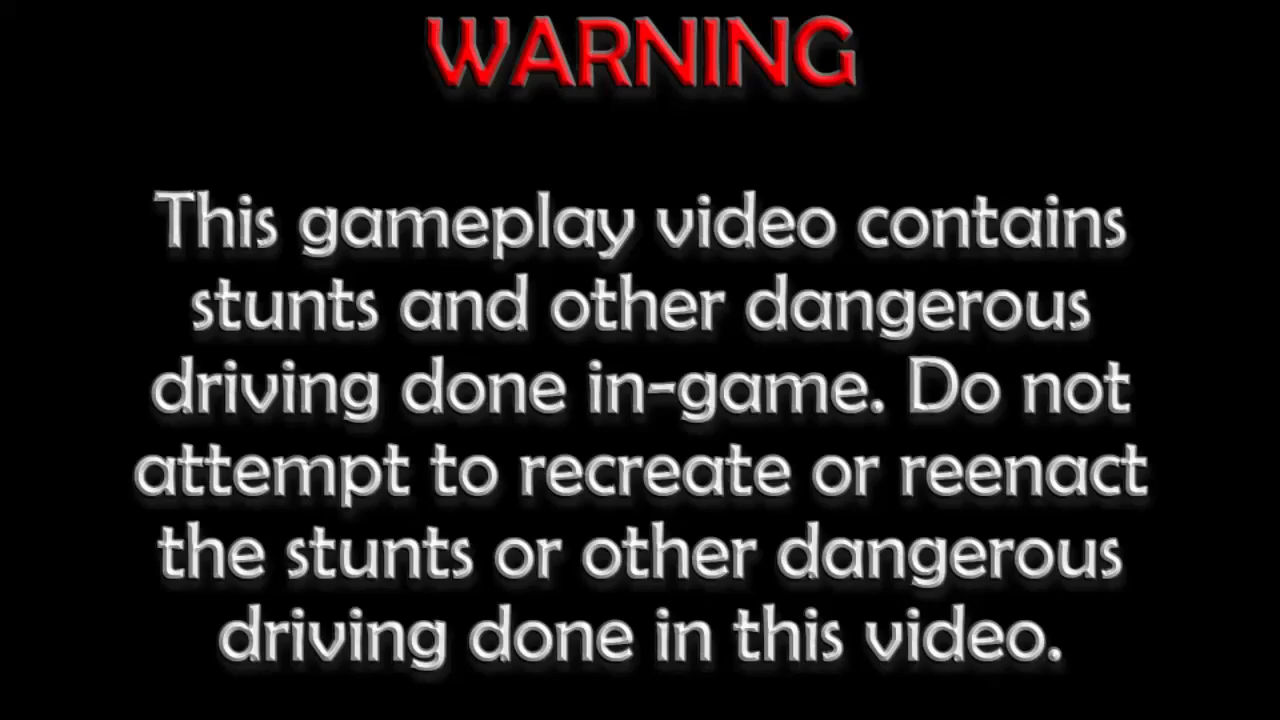 WARNING
This gameplay video contains
stunts and other dangerous
driving done in-game. Do not
attempt to recreate or reenact
the stunts or other dangerous
driving done in this video.